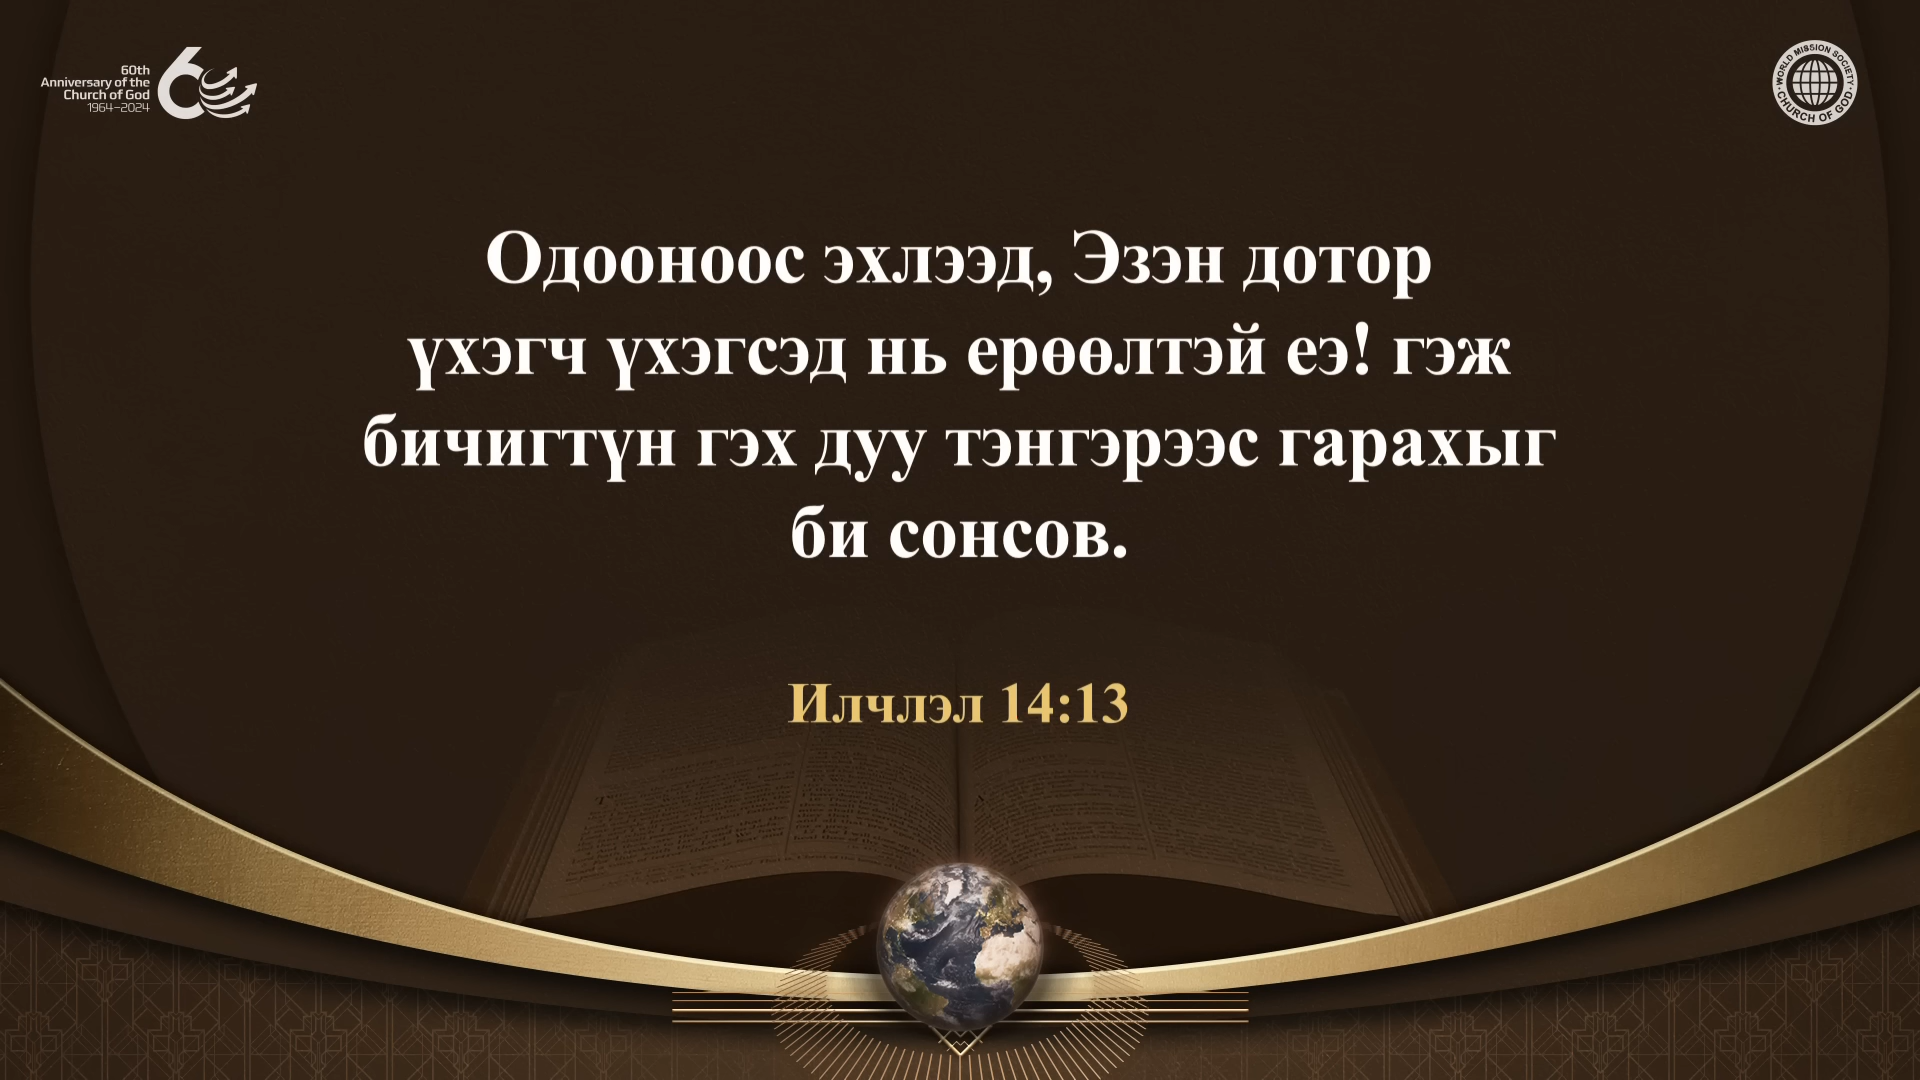 60th
Anniversary of the
Church of God
1964–2024
WORLD MISSION SOCIETY
CHURCH OF GOD
Одооноос эхлээд, Эзэн дотор
үхэгч үхэгсэд нь ерөөлтэй еэ! гэж
бичигтүн гэх дуу тэнгэрээс гарахыг
би сонсов.
Илчлэл 14:13